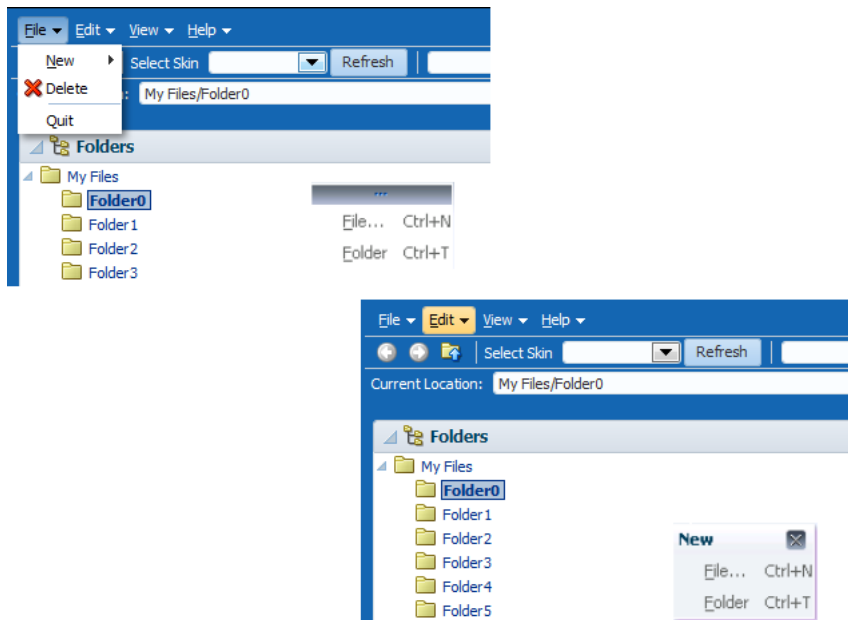 File Edit View Help
New Select Skin Refresh
Delete : My Files/Folder0
Quit
Folders
My Files
Folder0
Folder1
Folder2
Folder3
File... Ctrl+N
Folder Ctrl+T
File Edit View Help
Select Skin Refresh
Current Location: My Files/Folder0
Folders
My Files
Folder0
Folder1
Folder2
Folder3
Folder4
Folder5
New
File... Ctrl+N
Folder Ctrl+T